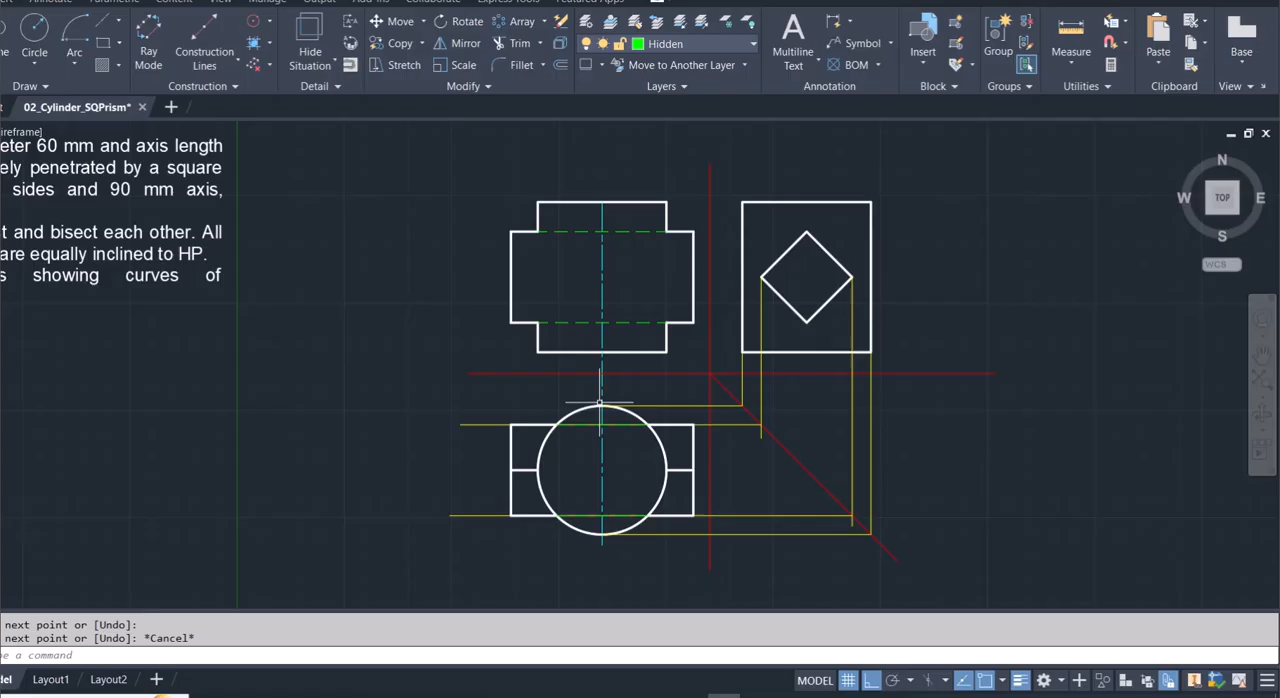 Circle
Arc
Draw
Ray
Mode
Construction
Lines
Construction
Hide
Situation
Detail
Move
Rotate
Array
Copy
Mirror
Trim
Stretch
Scale
Fillet
Modify
Hidden
Move to Another Layer
Layers
A
Multiline
Text
Symbol
BOM
Annotation
Insert
Block
Group
Groups
Measure
Utilities
Paste
Clipboard
Base
View
02_Cylinder_SQPrism*
ireframe]
eter 60 mm and axis length
ely penetrated by a square
sides and 90 mm axis,
t and bisect each other. All
are equally inclined to HP.
s showing curves of
N
W TOP E
S
WCS
next point or [Undo]:
next point or [Undo]: *Cancel*
e a command
del Layout1 Layout2
MODEL